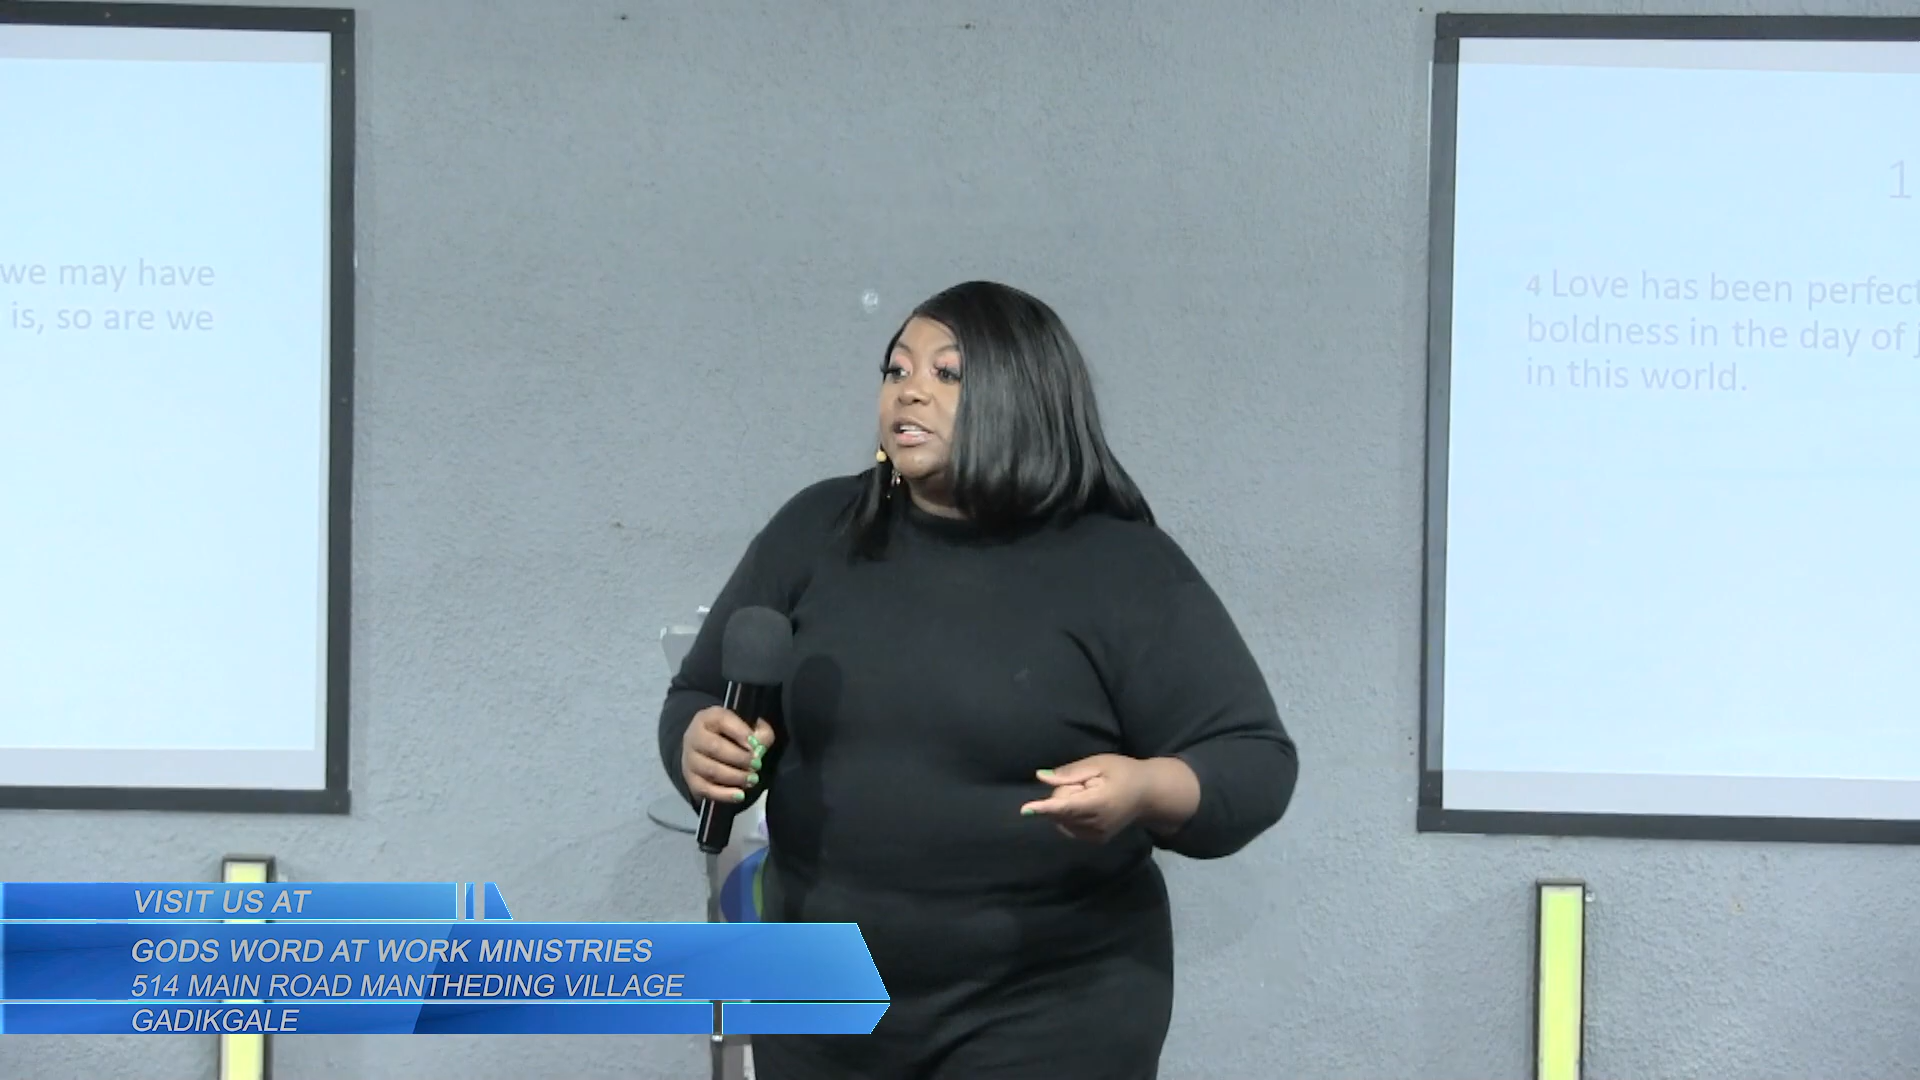 we may have
is, so are we
1
4 Love has been perfect
boldness in the day of
in this world.
VISIT US AT
GODS WORD AT WORK MINISTRIES
514 MAIN ROAD MANTHEDING VILLAGE
GADIKGALE